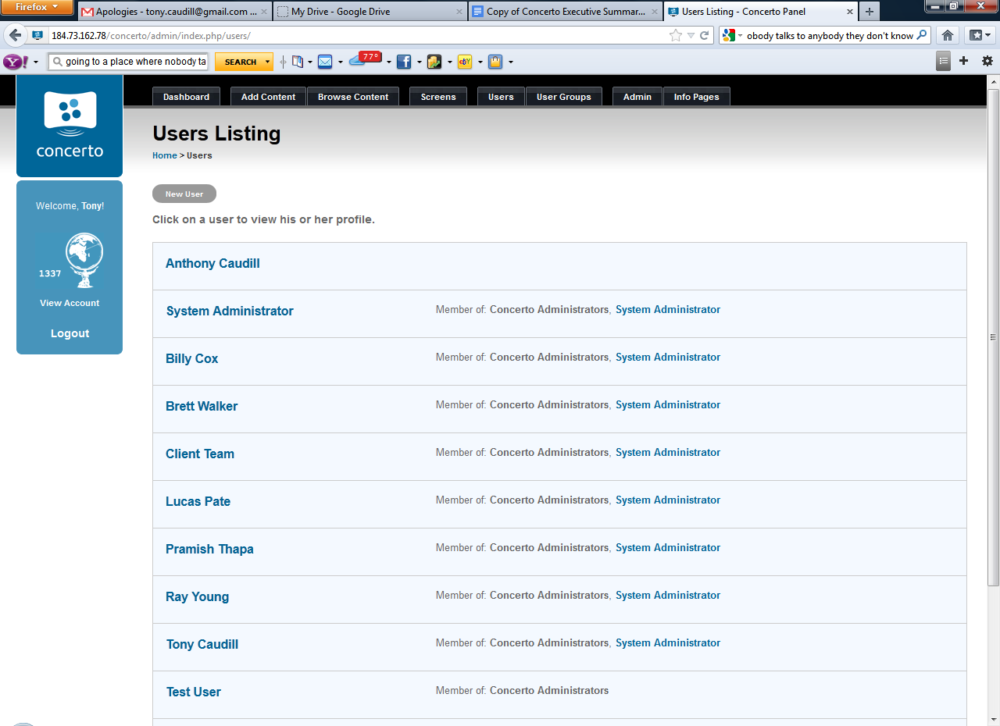 Firefox
Apologies - tony.caudill@gmail.com ...
My Drive - Google Drive
Copy of Concerto Executive Summar...
Users Listing - Concerto Panel
184.73.162.78/concerto/admin/index.php/users/
obody talks to anybody they don't know
Y!
going to a place where nobody ta
SEARCH
77°
Dashboard
Add Content
Browse Content
Screens
Users
User Groups
Admin
Info Pages
concerto
Users Listing
Home > Users
Welcome, Tony!
1337
View Account
Logout
New User
Click on a user to view his or her profile.
Anthony Caudill
System Administrator Member of: Concerto Administrators, System Administrator
Billy Cox Member of: Concerto Administrators, System Administrator
Brett Walker Member of: Concerto Administrators, System Administrator
Client Team Member of: Concerto Administrators, System Administrator
Lucas Pate Member of: Concerto Administrators, System Administrator
Pramish Thapa Member of: Concerto Administrators, System Administrator
Ray Young Member of: Concerto Administrators, System Administrator
Tony Caudill Member of: Concerto Administrators, System Administrator
Test User Member of: Concerto Administrators